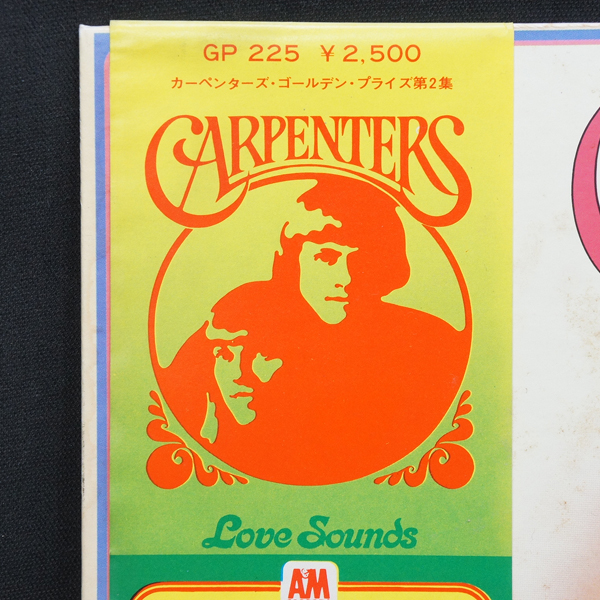 GP 225 ¥2,500
カーペンターズ・ゴールデン・プライズ第2集
CARPENTERS
Love Sounds
A&M